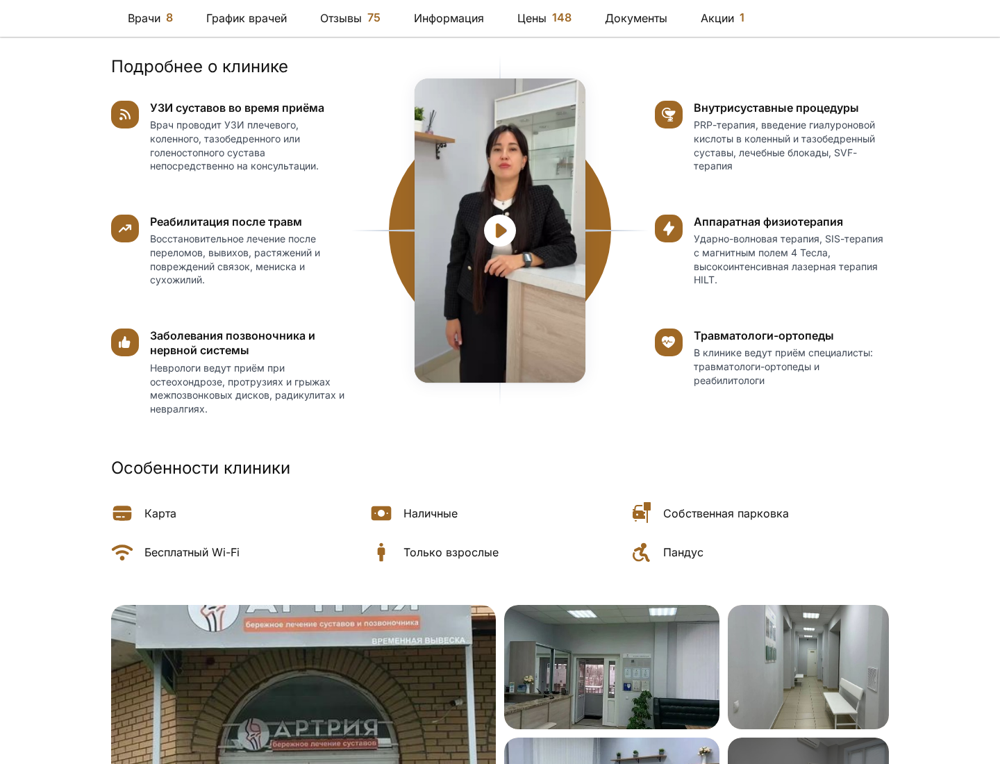 Врачи 8 График врачей Отзывы 75 Информация Цены 148 Документы Акции 1
Подробнее о клинике
УЗИ суставов во время приёма
Врач проводит УЗИ плечевого,
коленного, тазобедренного или
голеностопного сустава
непосредственно на консультации.
Реабилитация после травм
Восстановительное лечение после
переломов, вывихов, растяжений и
повреждений связок, мениска и
сухожилий.
Заболевания позвоночника и
нервной системы
Неврологи ведут приём при
остеохондрозе, протрузиях и грыжах
межпозвонковых дисков, радикулитах и
невралгиях.
Внутрисуставные процедуры
PRP-терапия, введение гиалуроновой
кислоты в коленный и тазобедренный
суставы, лечебные блокады, SVF-
терапия
Аппаратная физиотерапия
Ударно-волновая терапия, SIS-терапия
с магнитным полем 4 Тесла,
высокоинтенсивная лазерная терапия
HILT.
Травматологи-ортопеды
В клинике ведут приём специалисты:
травматологи-ортопеды и
реабилитологи
Особенности клиники
Карта
Наличные
Собственная парковка
Бесплатный Wi-Fi
Только взрослые
Пандус
АРТРИЯ
бережное лечение суставов и позвоночника
ВРЕМЕННАЯ ВЫВЕСКА
АРТРИЯ
бережное лечение суставов